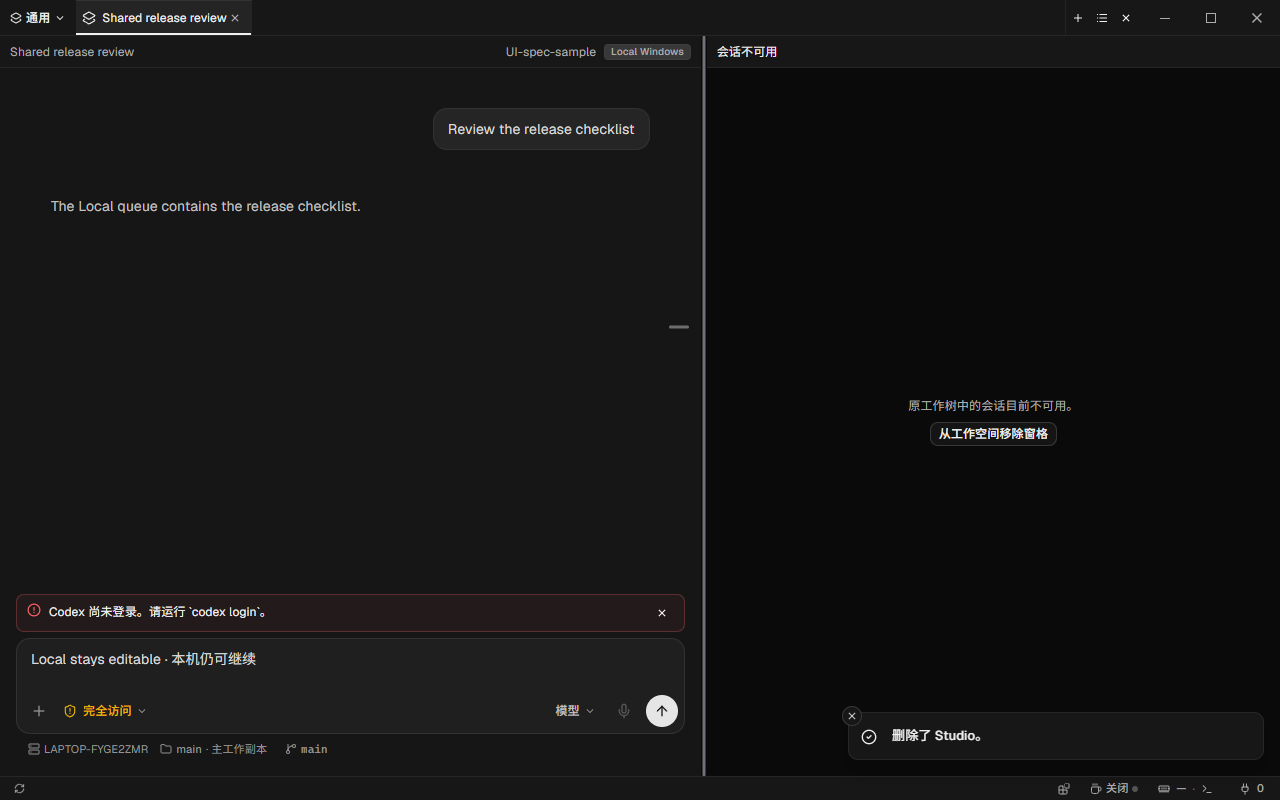 通用
Shared release review
Shared release review
UI-spec-sample
Local Windows
会话不可用
Review the release checklist
The Local queue contains the release checklist.
原工作树中的会话目前不可用。
从工作空间移除窗格
Codex 尚未登录。请运行 `codex login`。
Local stays editable · 本机仍可继续
完全访问
模型
LAPTOP-FYGE2ZMR
main · 主工作副本
main
删除了 Studio。
关闭
— ·
0